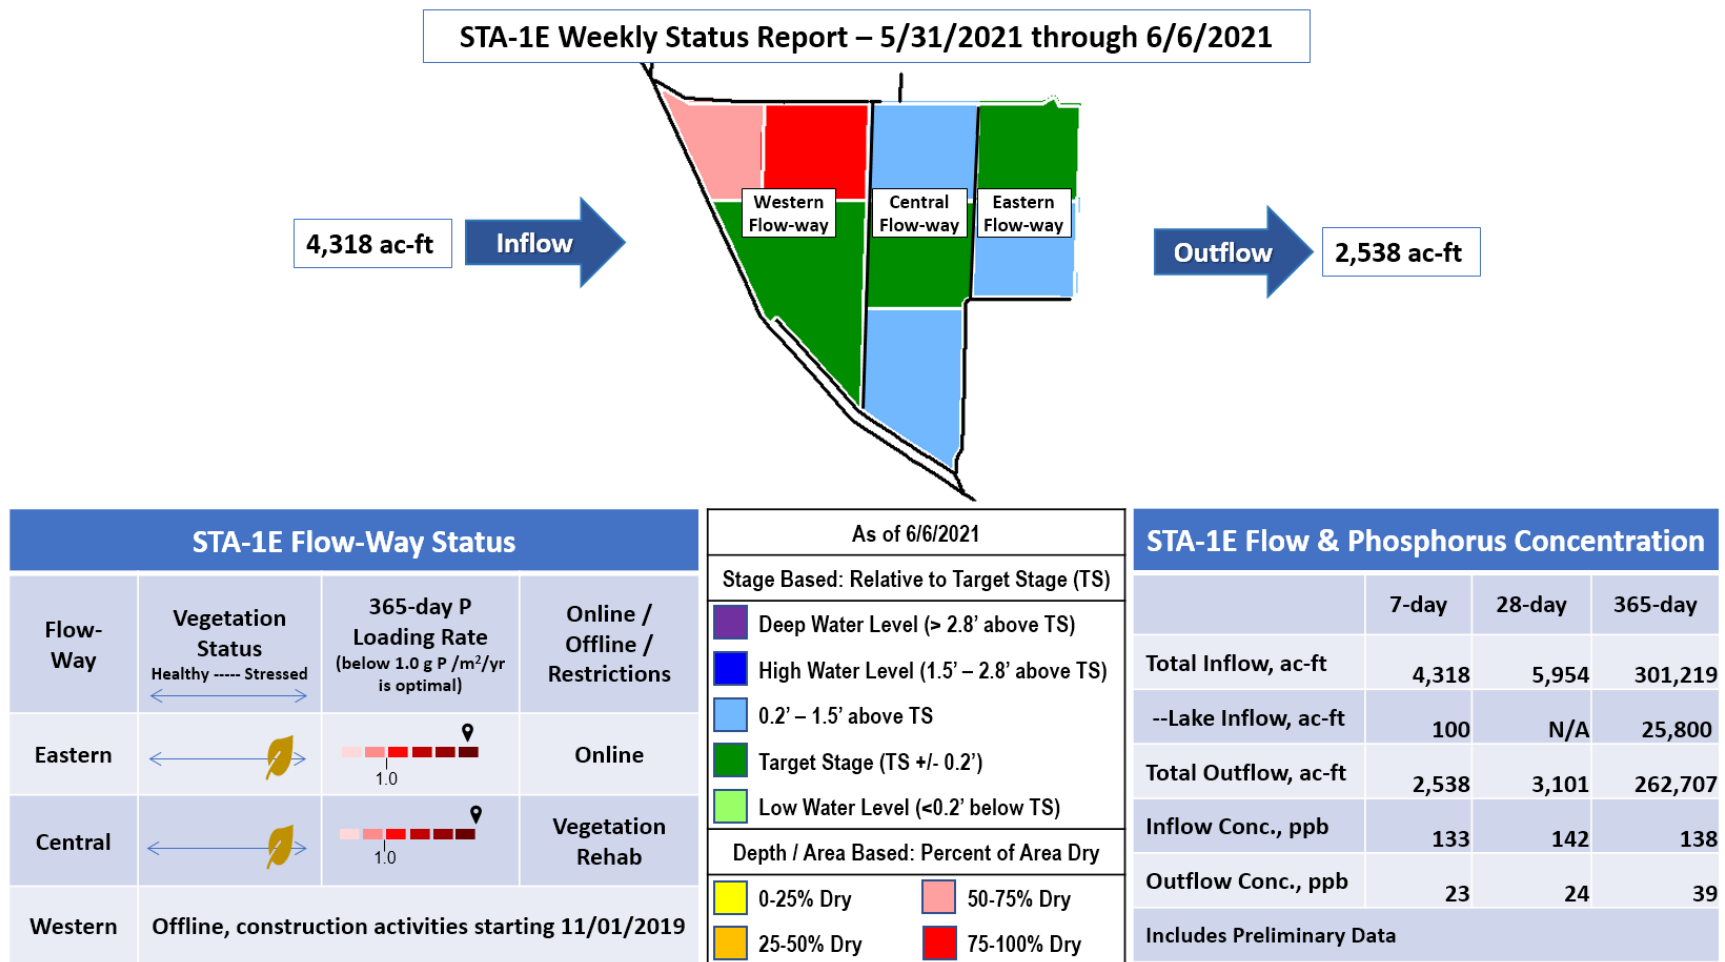 STA-1E Weekly Status Report – 5/31/2021 through 6/6/2021
4,318 ac-ft
Inflow
Western
Flow-way
Central
Flow-way
Eastern
Flow-way
Outflow
2,538 ac-ft
STA-1E Flow-Way Status
Flow-
Way
Vegetation
Status
Healthy ----- Stressed
365-day P
Loading Rate
(below 1.0 g P /m²/yr
is optimal)
Online /
Offline /
Restrictions
Eastern
1.0
Online
Central
1.0
Vegetation
Rehab
Western
Offline, construction activities starting 11/01/2019
As of 6/6/2021
Stage Based: Relative to Target Stage (TS)
Deep Water Level (> 2.8’ above TS)
High Water Level (1.5’ – 2.8’ above TS)
0.2’ – 1.5’ above TS
Target Stage (TS +/- 0.2’)
Low Water Level (<0.2’ below TS)
Depth / Area Based: Percent of Area Dry
0-25% Dry
50-75% Dry
25-50% Dry
75-100% Dry
STA-1E Flow & Phosphorus Concentration
7-day 28-day 365-day
Total Inflow, ac-ft 4,318 5,954 301,219
--Lake Inflow, ac-ft 100 N/A 25,800
Total Outflow, ac-ft 2,538 3,101 262,707
Inflow Conc., ppb 133 142 138
Outflow Conc., ppb 23 24 39
Includes Preliminary Data